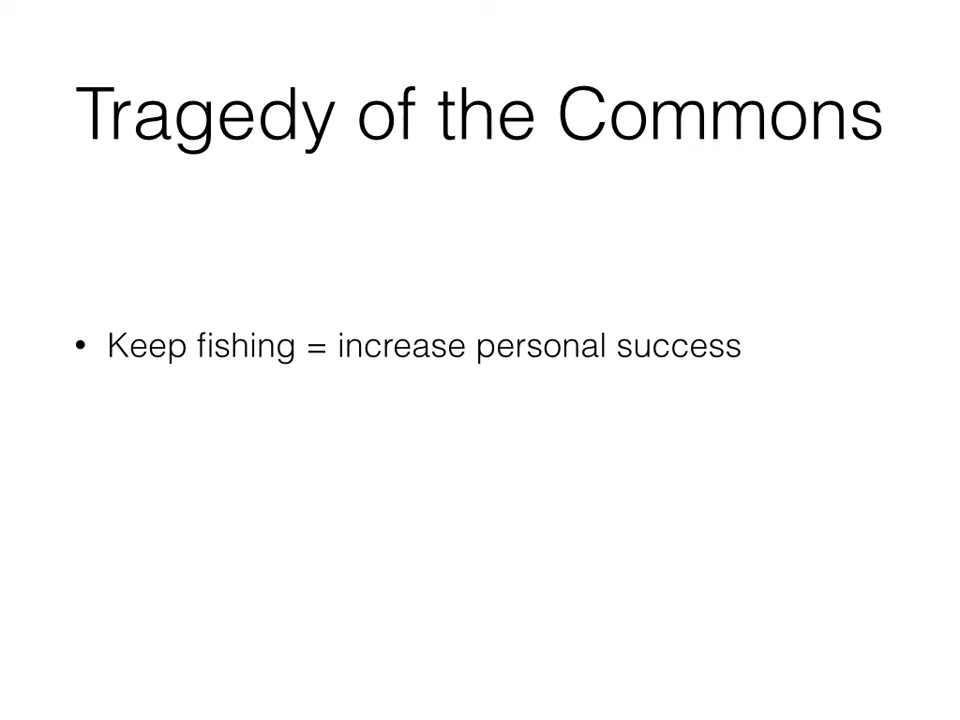 Tragedy of the Commons
• Keep fishing = increase personal success